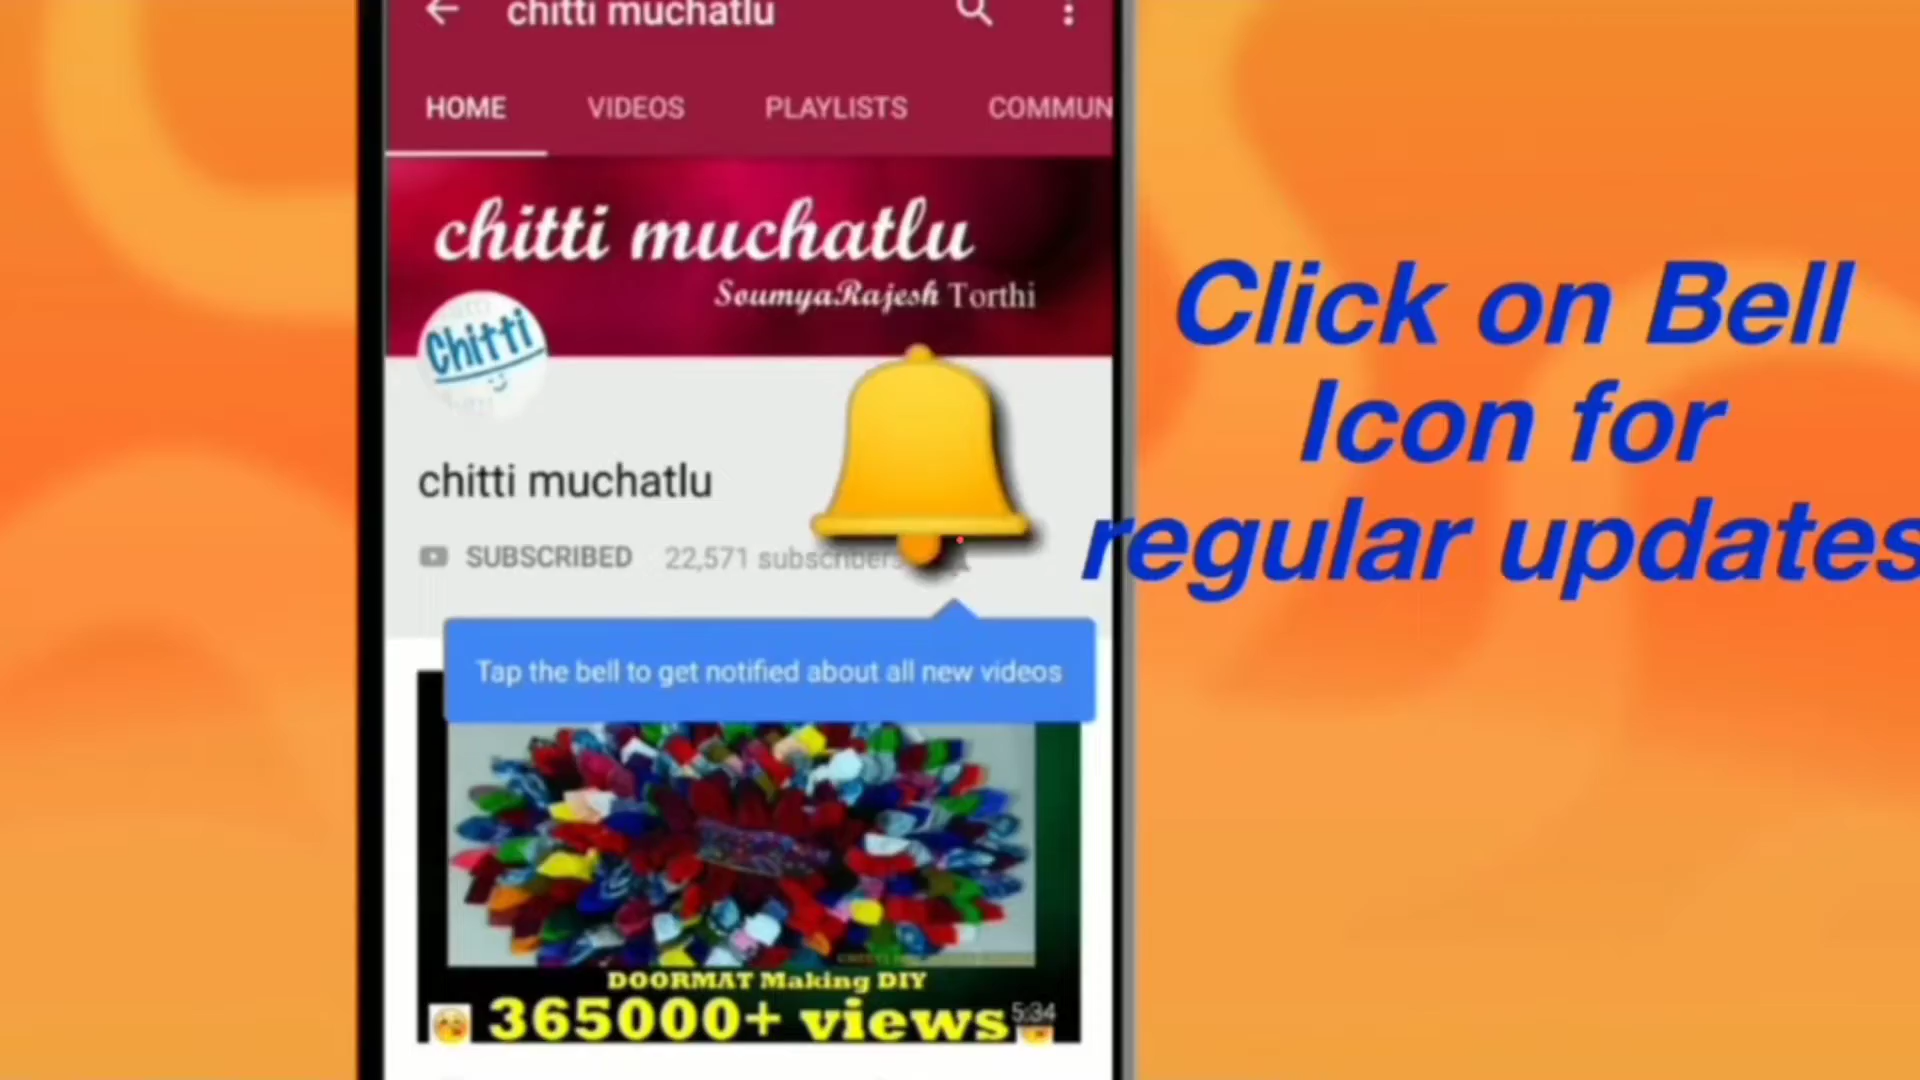 chitti muchatlu
HOME VIDEOS PLAYLISTS COMMUN
chitti muchatlu
SoumyaRajesh Torthi
Chitti
chitti muchatlu
SUBSCRIBED 22,571 subscribers
Tap the bell to get notified about all new videos
DOORMAT Making DIY
365000+ views
5:34
Click on Bell
Icon for
regular updates